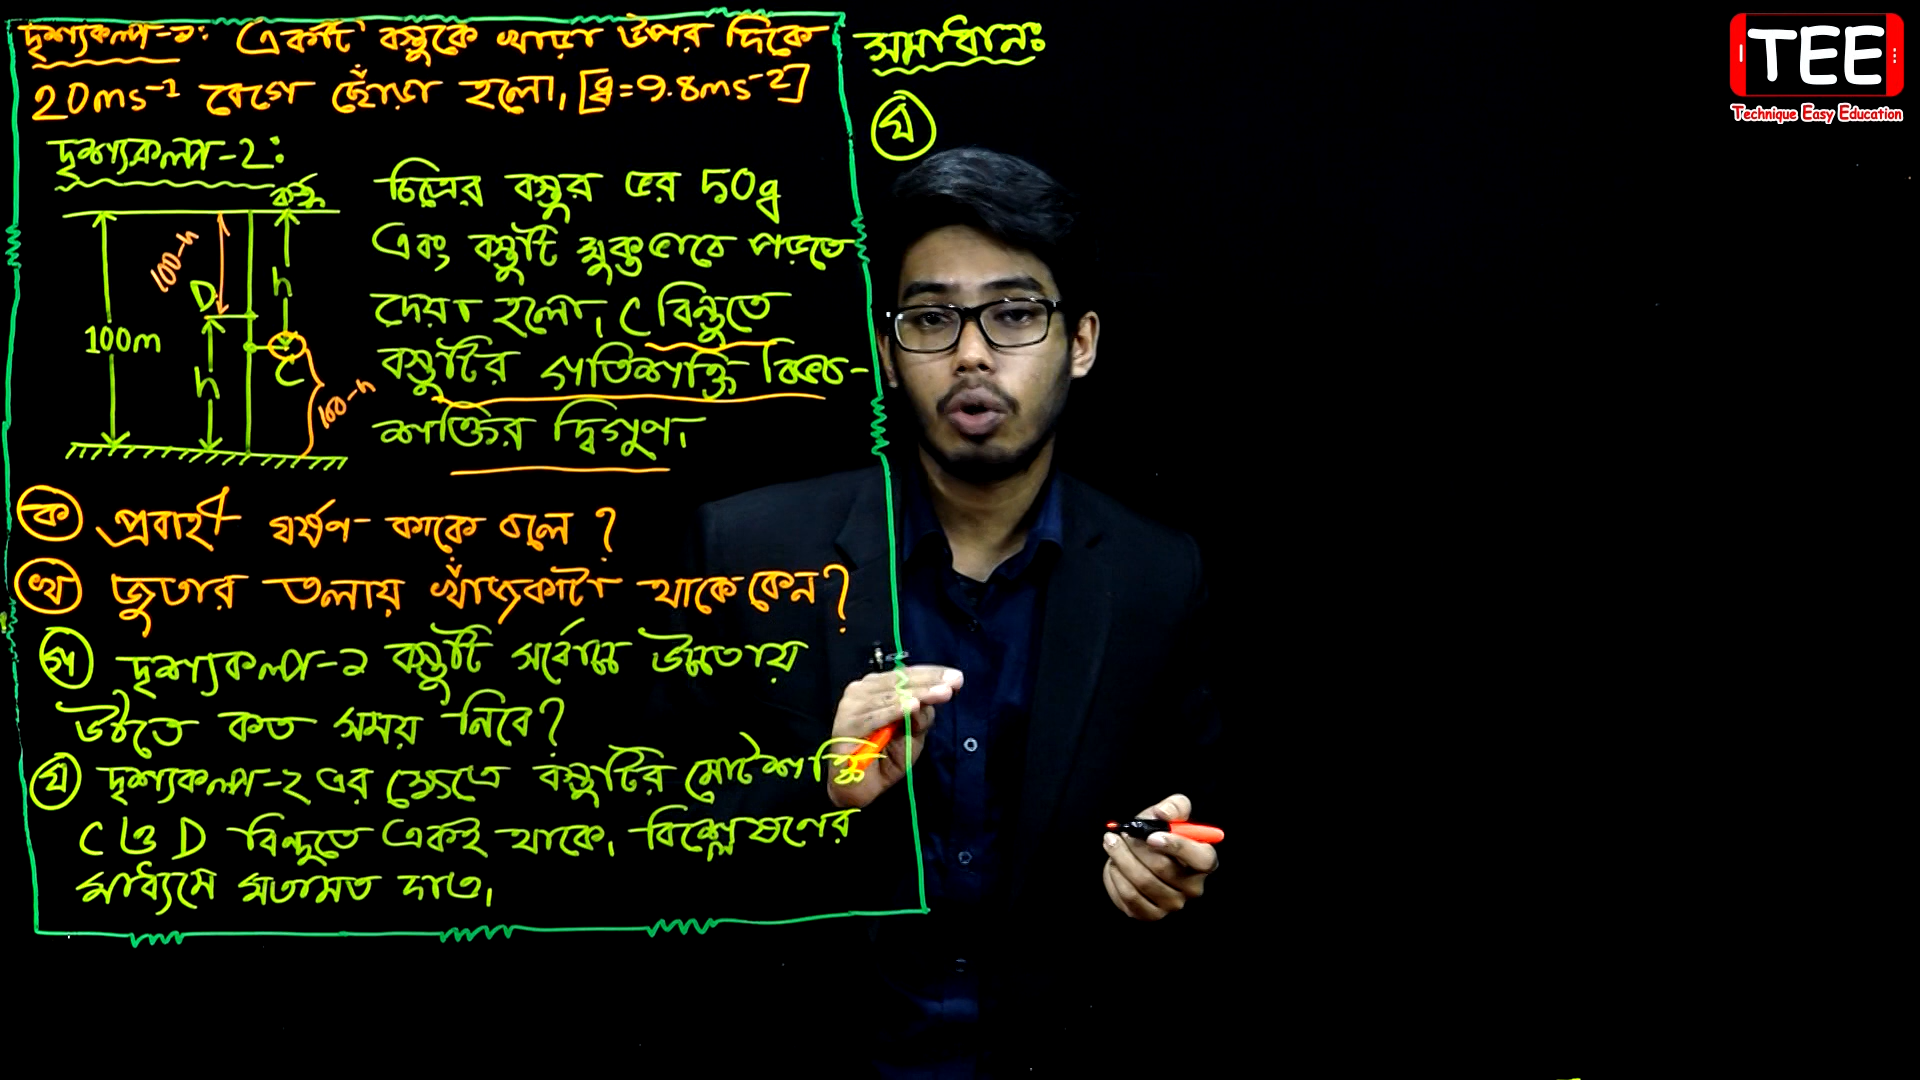 দৃশ্যকল্প-১: একটি বস্তুকে খাড়া উপর দিকে
20ms⁻¹ বেগে ছোঁড়া হলো। [g=9.8ms⁻²]
দৃশ্যকল্প-২:
বস্তু
100-h
D
h
100m
h
C
100-h
চিত্রের বস্তুর ভর 50g
এবং বস্তুটি মুক্তভাবে পড়তে
দেয়া হলো। C বিন্দুতে
বস্তুটির গতিশক্তি বিভব-
শক্তির দ্বিগুণ।
ক প্রবাহী ঘর্ষণ কাকে বলে?
খ জুতার তলায় খাঁজকাটা থাকে কেন?
গ দৃশ্যকল্প-১ বস্তুটি সর্বোচ্চ উচ্চতায়
উঠতে কত সময় নিবে?
ঘ দৃশ্যকল্প-২ এর ক্ষেত্রে বস্তুটির মোটশক্তি
C ও D বিন্দুতে একই থাকে। বিশ্লেষণের
মাধ্যমে মতামত দাও।
সমাধানঃ
ঘ
TEE
Technique Easy Education